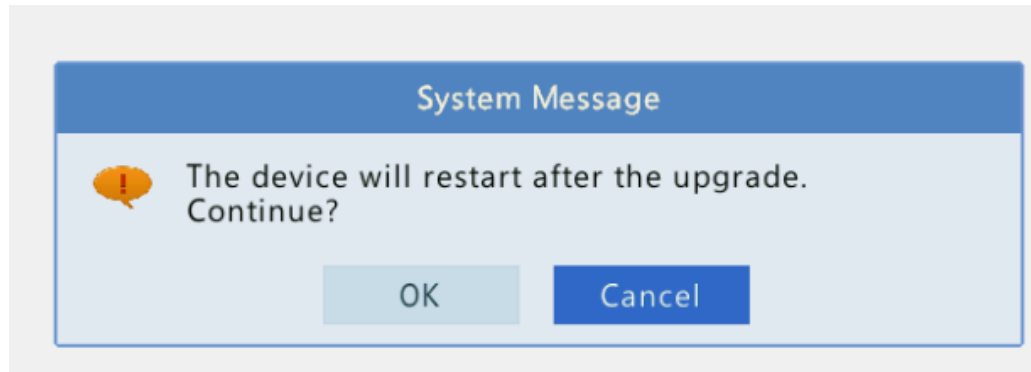 System Message
The device will restart after the upgrade.
Continue?
OK Cancel